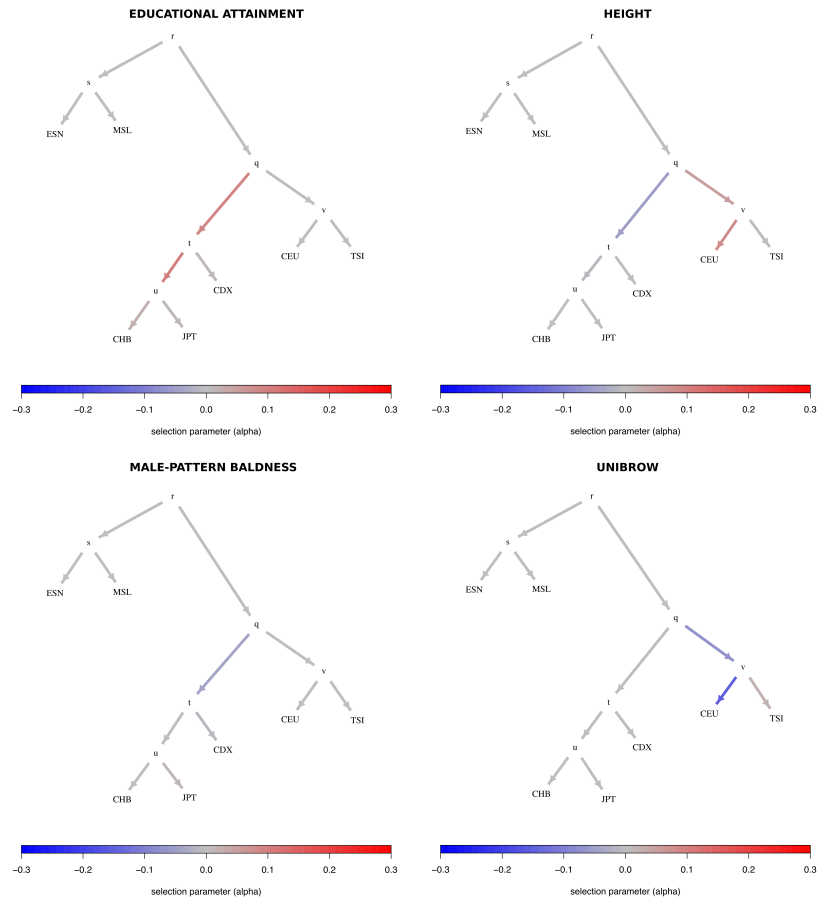 EDUCATIONAL ATTAINMENT
r
s
ESN
MSL
q
t
v
CEU
TSI
u
CDX
CHB
JPT
−0.3 −0.2 −0.1 0.0 0.1 0.2 0.3
selection parameter (alpha)
HEIGHT
r
s
ESN
MSL
q
v
t
CEU
TSI
u
CDX
CHB
JPT
−0.3 −0.2 −0.1 0.0 0.1 0.2 0.3
selection parameter (alpha)
MALE-PATTERN BALDNESS
r
s
ESN
MSL
q
v
t
CEU
TSI
u
CDX
CHB
JPT
−0.3 −0.2 −0.1 0.0 0.1 0.2 0.3
selection parameter (alpha)
UNIBROW
r
s
ESN
MSL
q
v
t
CEU
TSI
u
CDX
CHB
JPT
−0.3 −0.2 −0.1 0.0 0.1 0.2 0.3
selection parameter (alpha)